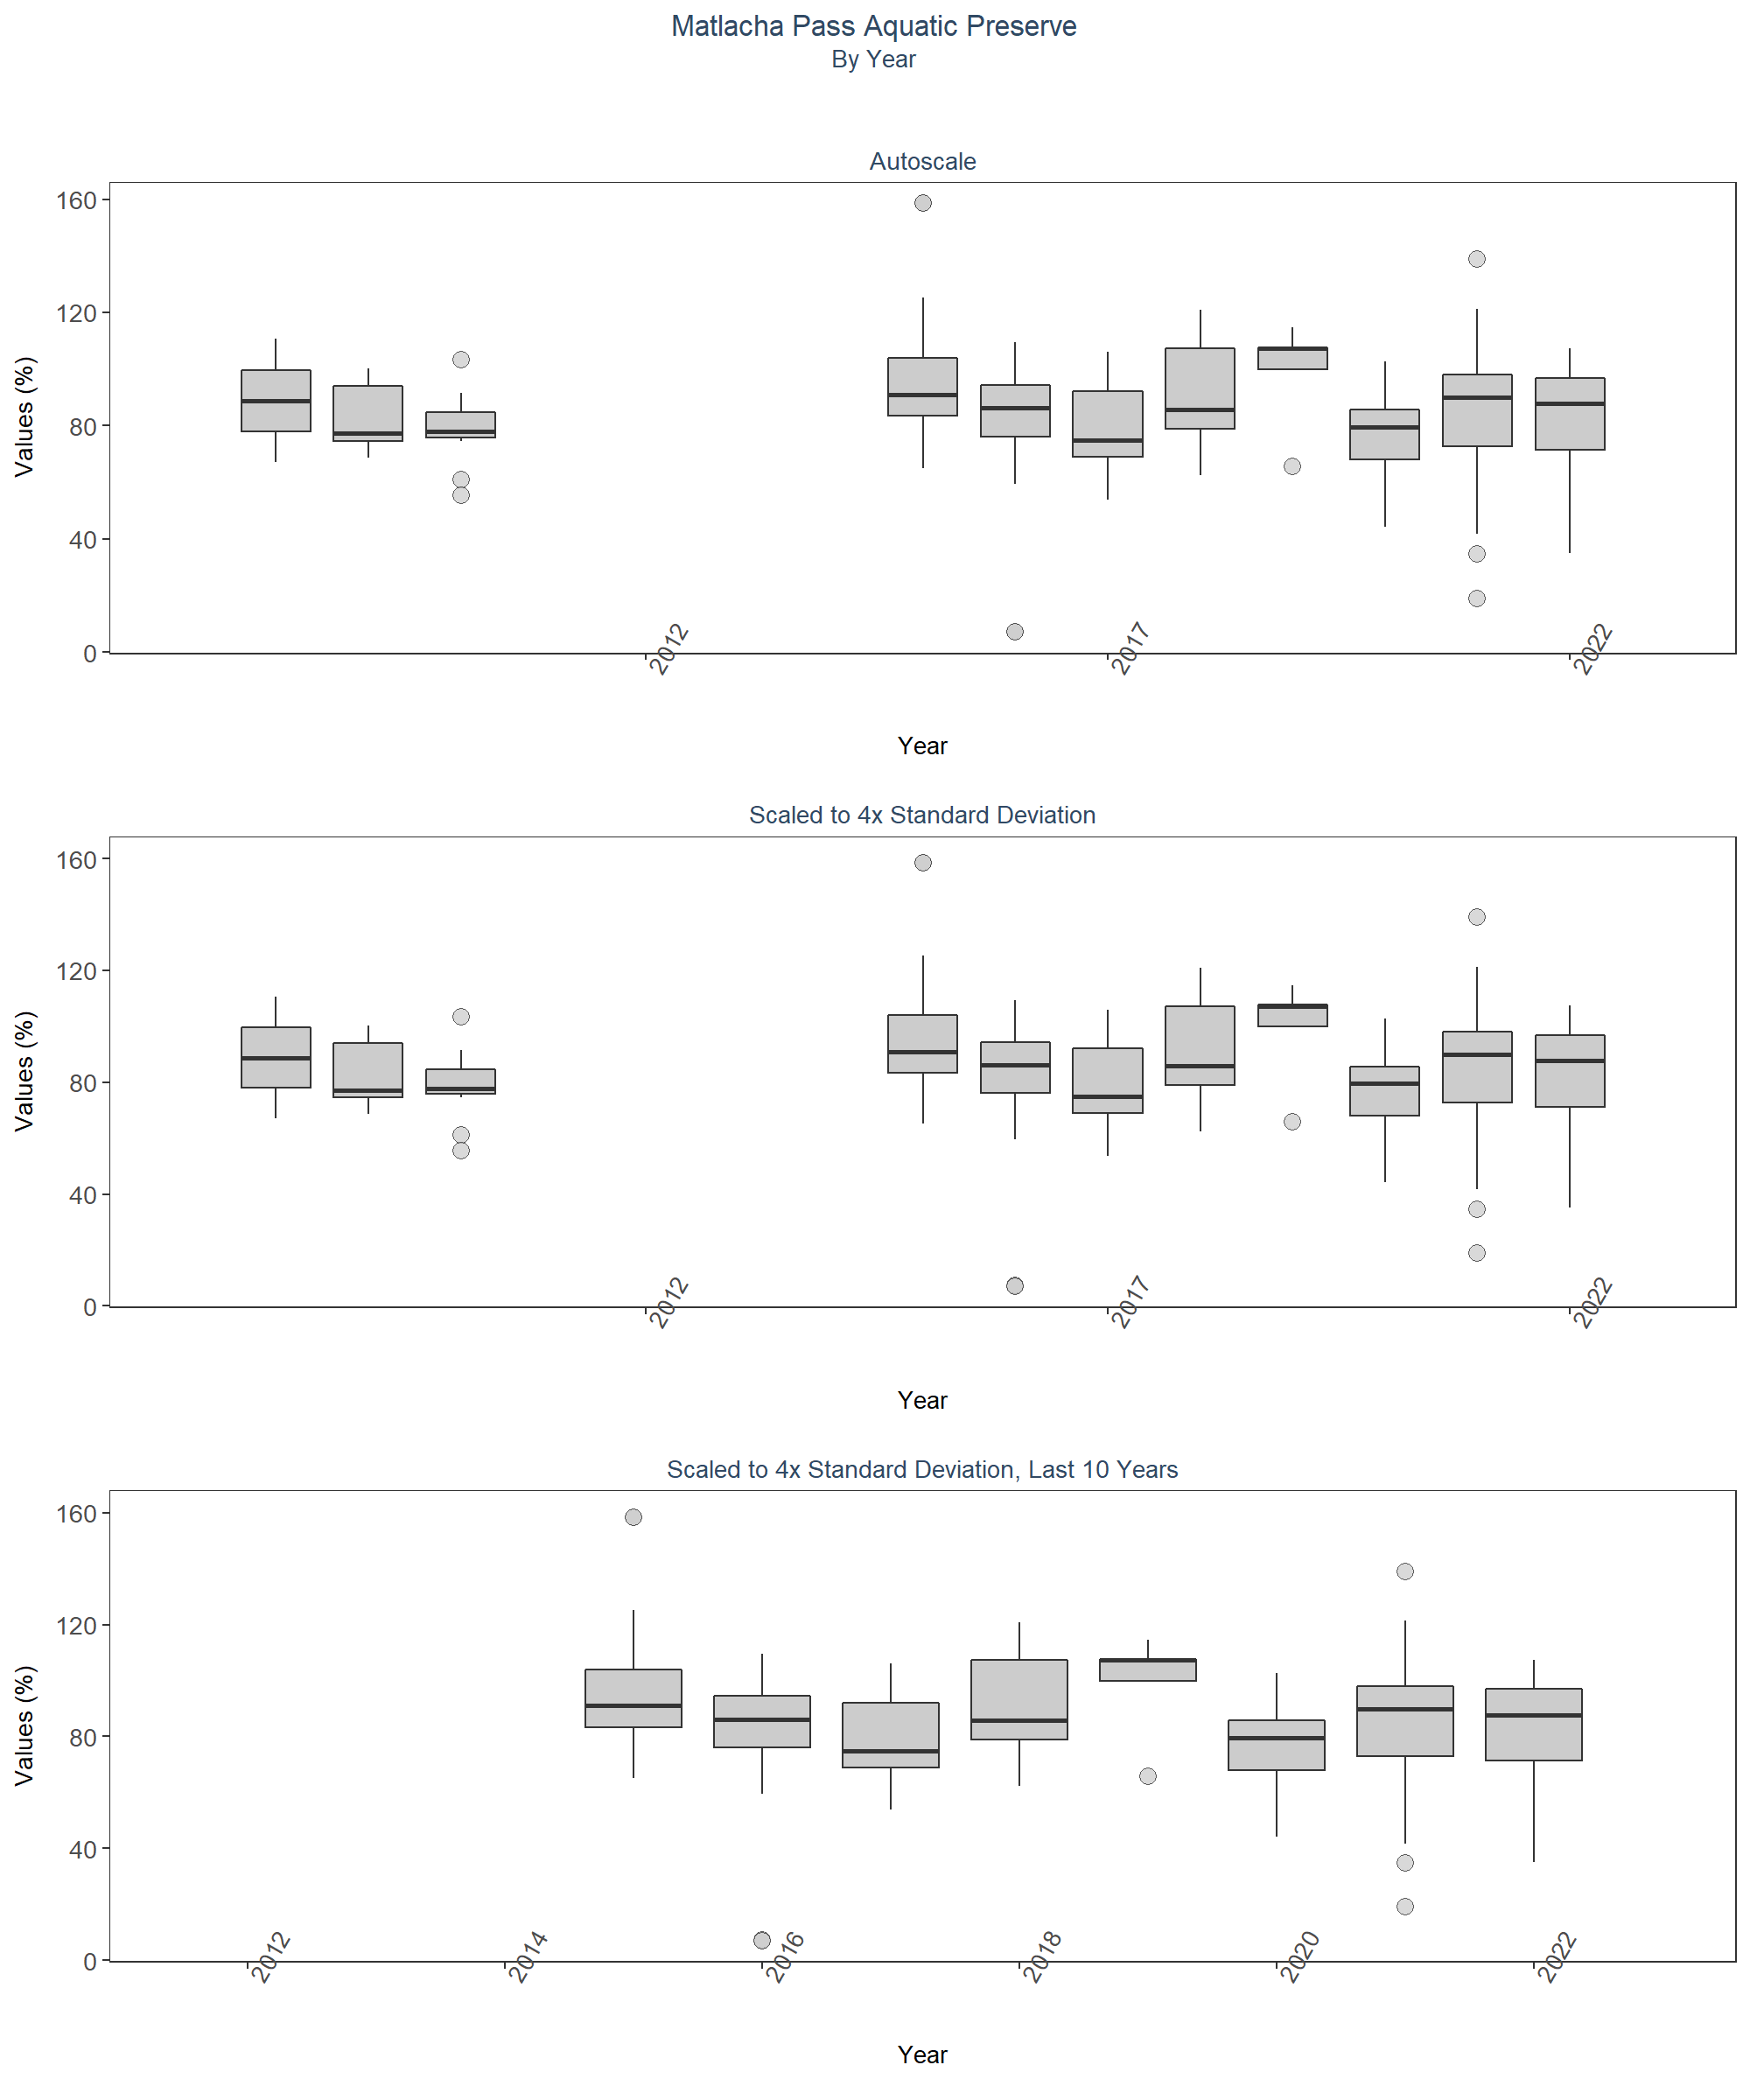 Matlacha Pass Aquatic Preserve
By Year
Autoscale
160
120
80
40
0
Values (%)
2012
2017
2022
Year
Scaled to 4x Standard Deviation
160
120
80
40
0
Values (%)
2012
2017
2022
Year
Scaled to 4x Standard Deviation, Last 10 Years
160
120
80
40
0
Values (%)
2012
2014
2016
2018
2020
2022
Year